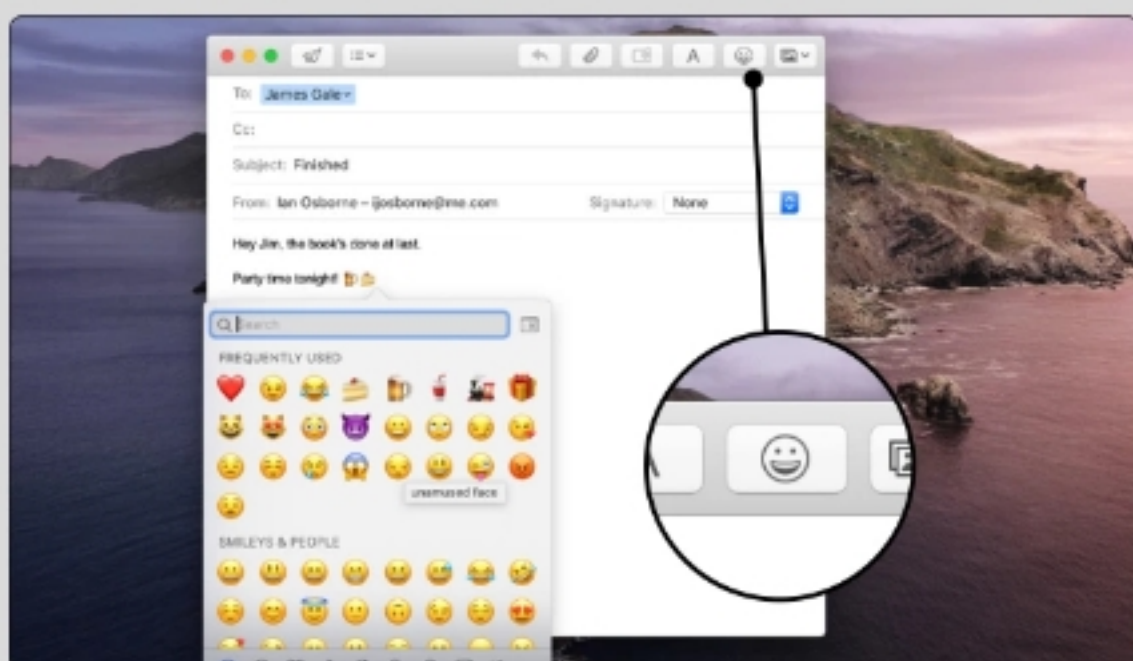 To: James Gale
Cc:
Subject: Finished
From: Ian Osborne – ijosborne@me.com Signature: None
Hey Jim, the book's done at last.
Party time tonight! 🍻🍰
Search
FREQUENTLY USED
unamused face
SMILEYS & PEOPLE